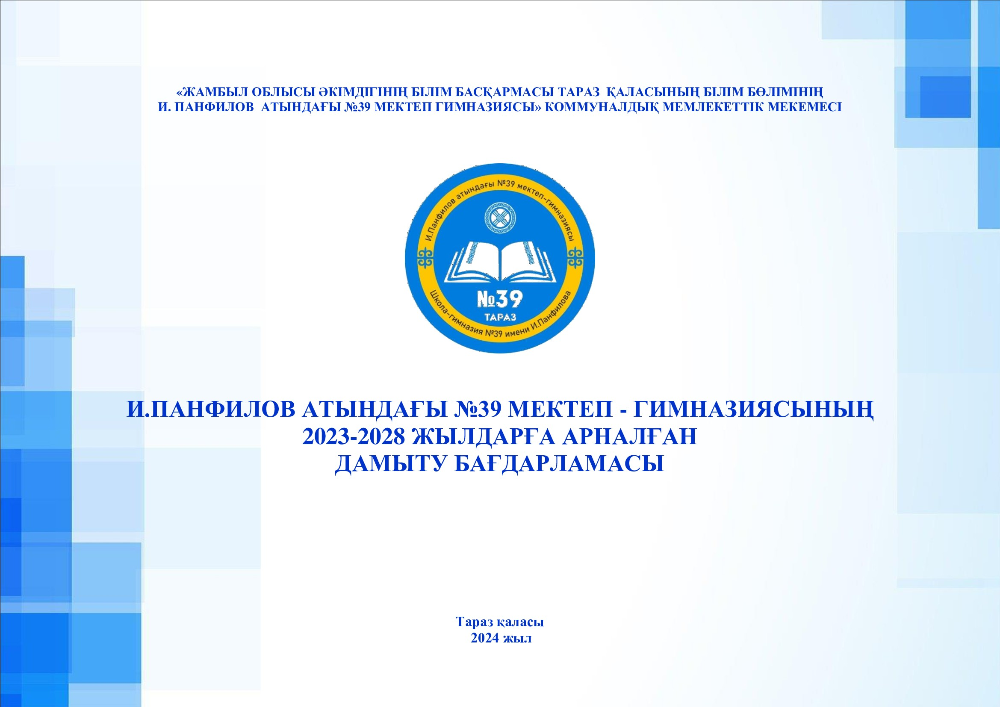 «ЖАМБЫЛ ОБЛЫСЫ ӘКІМДІГІНІҢ БІЛІМ БАСҚАРМАСЫ ТАРАЗ ҚАЛАСЫНЫҢ БІЛІМ БӨЛІМІНІҢ
И. ПАНФИЛОВ АТЫНДАҒЫ №39 МЕКТЕП ГИМНАЗИЯСЫ» КОММУНАЛДЫҚ МЕМЛЕКЕТТІК МЕКЕМЕСІ
И.Панфилов атындағы №39 мектеп-гимназиясы
№39
ТАРАЗ
Школа-гимназия №39 имени И.Панфилова
И.ПАНФИЛОВ АТЫНДАҒЫ №39 МЕКТЕП - ГИМНАЗИЯСЫНЫҢ
2023-2028 ЖЫЛДАРҒА АРНАЛҒАН
ДАМЫТУ БАҒДАРЛАМАСЫ
Тараз қаласы
2024 жыл